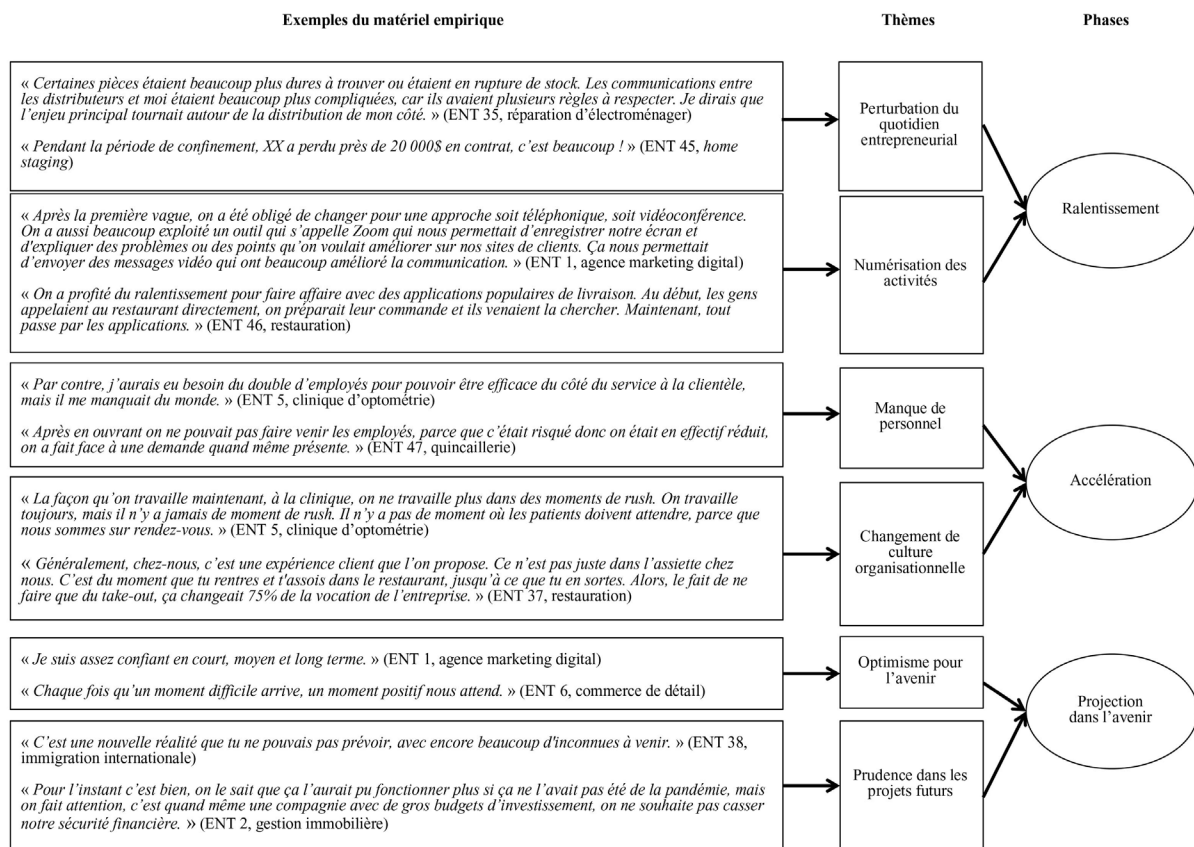 Exemples du matériel empirique
Thèmes
Phases
« Certaines pièces étaient beaucoup plus dures à trouver ou étaient en rupture de stock. Les communications entre
les distributeurs et moi étaient beaucoup plus compliquées, car ils avaient plusieurs règles à respecter. Je dirais que
l'enjeu principal tournait autour de la distribution de mon côté. » (ENT 35, réparation d'électroménager)
« Pendant la période de confinement, XX a perdu près de 20 000$ en contrat, c'est beaucoup ! » (ENT 45, home
staging)
Perturbation du
quotidien
entrepreneurial
Ralentissement
« Après la première vague, on a été obligé de changer pour une approche soit téléphonique, soit vidéoconférence.
On a aussi beaucoup exploité un outil qui s'appelle Zoom qui nous permettait d'enregistrer notre écran et
d'expliquer des problèmes ou des points qu'on voulait améliorer sur nos sites de clients. Ça nous permettait
d'envoyer des messages vidéo qui ont beaucoup amélioré la communication. » (ENT 1, agence marketing digital)
« On a profité du ralentissement pour faire affaire avec des applications populaires de livraison. Au début, les gens
appelaient au restaurant directement, on préparait leur commande et ils venaient la chercher. Maintenant, tout
passe par les applications. » (ENT 46, restauration)
Numérisation des
activités
« Par contre, j'aurais eu besoin du double d'employés pour pouvoir être efficace du côté du service à la clientèle,
mais il me manquait du monde. » (ENT 5, clinique d'optométrie)
« Après en ouvrant on ne pouvait pas faire venir les employés, parce que c'était risqué donc on était en effectif réduit,
on a fait face à une demande quand même présente. » (ENT 47, quincaillerie)
Manque de
personnel
Accélération
« La façon qu'on travaille maintenant, à la clinique, on ne travaille plus dans des moments de rush. On travaille
toujours, mais il n'y a jamais de moment de rush. Il n'y a pas de moment où les patients doivent attendre, parce que
nous sommes sur rendez-vous. » (ENT 5, clinique d'optométrie)
« Généralement, chez-nous, c'est une expérience client que l'on propose. Ce n'est pas juste dans l'assiette chez
nous. C'est du moment que tu rentres et t'assois dans le restaurant, jusqu'à ce que tu en sortes. Alors, le fait de ne
faire que du take-out, ça changeait 75% de la vocation de l'entreprise. » (ENT 37, restauration)
Changement de
culture
organisationnelle
« Je suis assez confiant en court, moyen et long terme. » (ENT 1, agence marketing digital)
« Chaque fois qu'un moment difficile arrive, un moment positif nous attend. » (ENT 6, commerce de détail)
Optimisme pour
l'avenir
Projection
dans l'avenir
« C'est une nouvelle réalité que tu ne pouvais pas prévoir, avec encore beaucoup d'inconnues à venir. » (ENT 38,
immigration internationale)
« Pour l'instant c'est bien, on le sait que ça l'aurait pu fonctionner plus si ça ne l'avait pas été de la pandémie, mais
on fait attention, c'est quand même une compagnie avec de gros budgets d'investissement, on ne souhaite pas casser
notre sécurité financière. » (ENT 2, gestion immobilière)
Prudence dans les
projets futurs